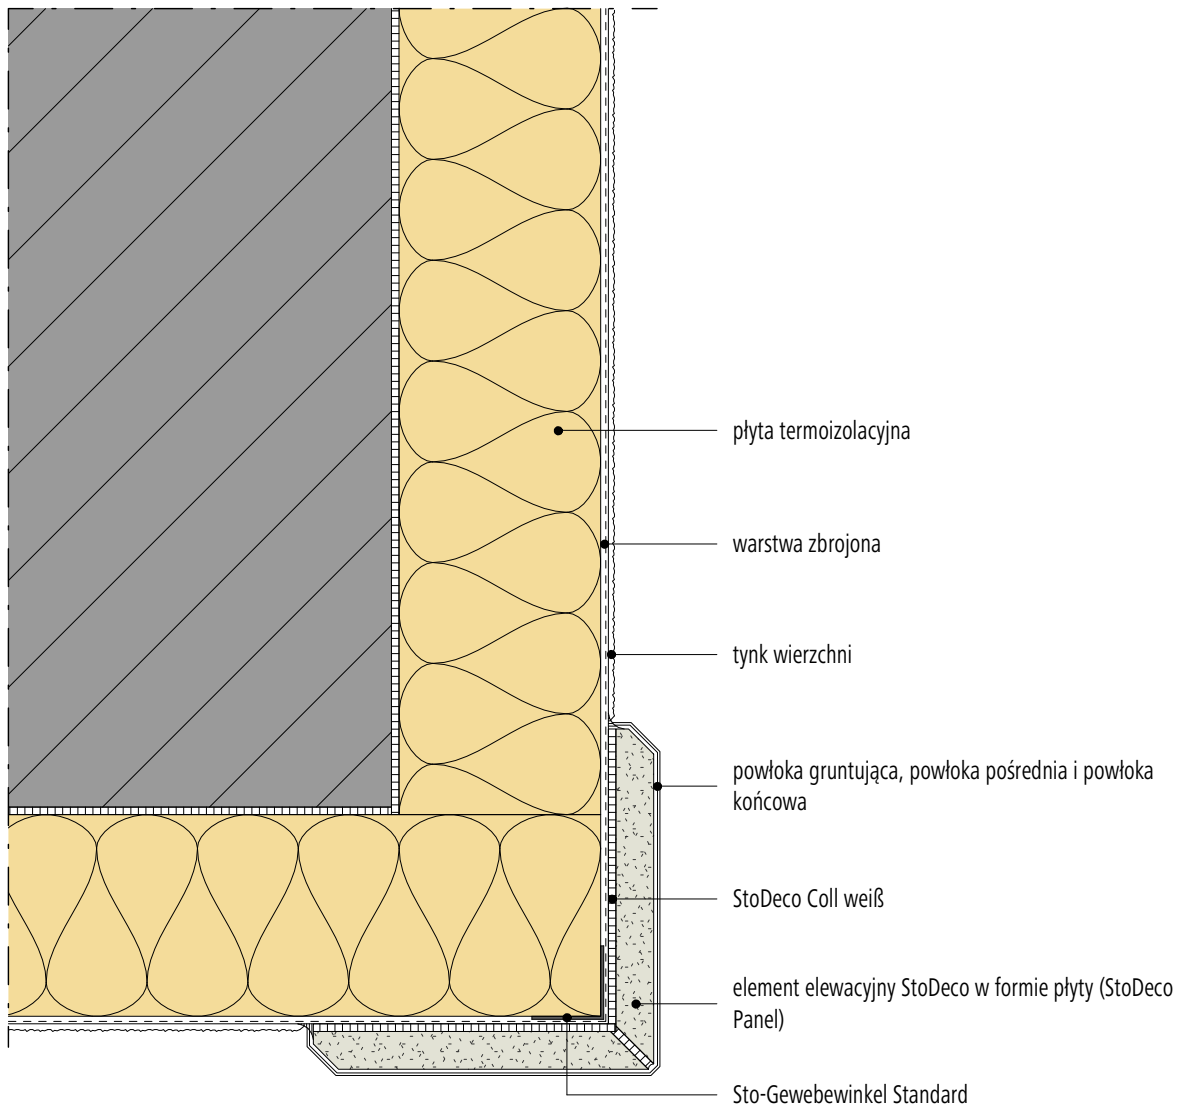 płyta termoizolacyjna
warstwa zbrojona
tynk wierzchni
powłoka gruntująca, powłoka pośrednia i powłoka
końcowa
StoDeco Coll weiß
element elewacyjny StoDeco w formie płyty (StoDeco
Panel)
Sto-Gewebewinkel Standard